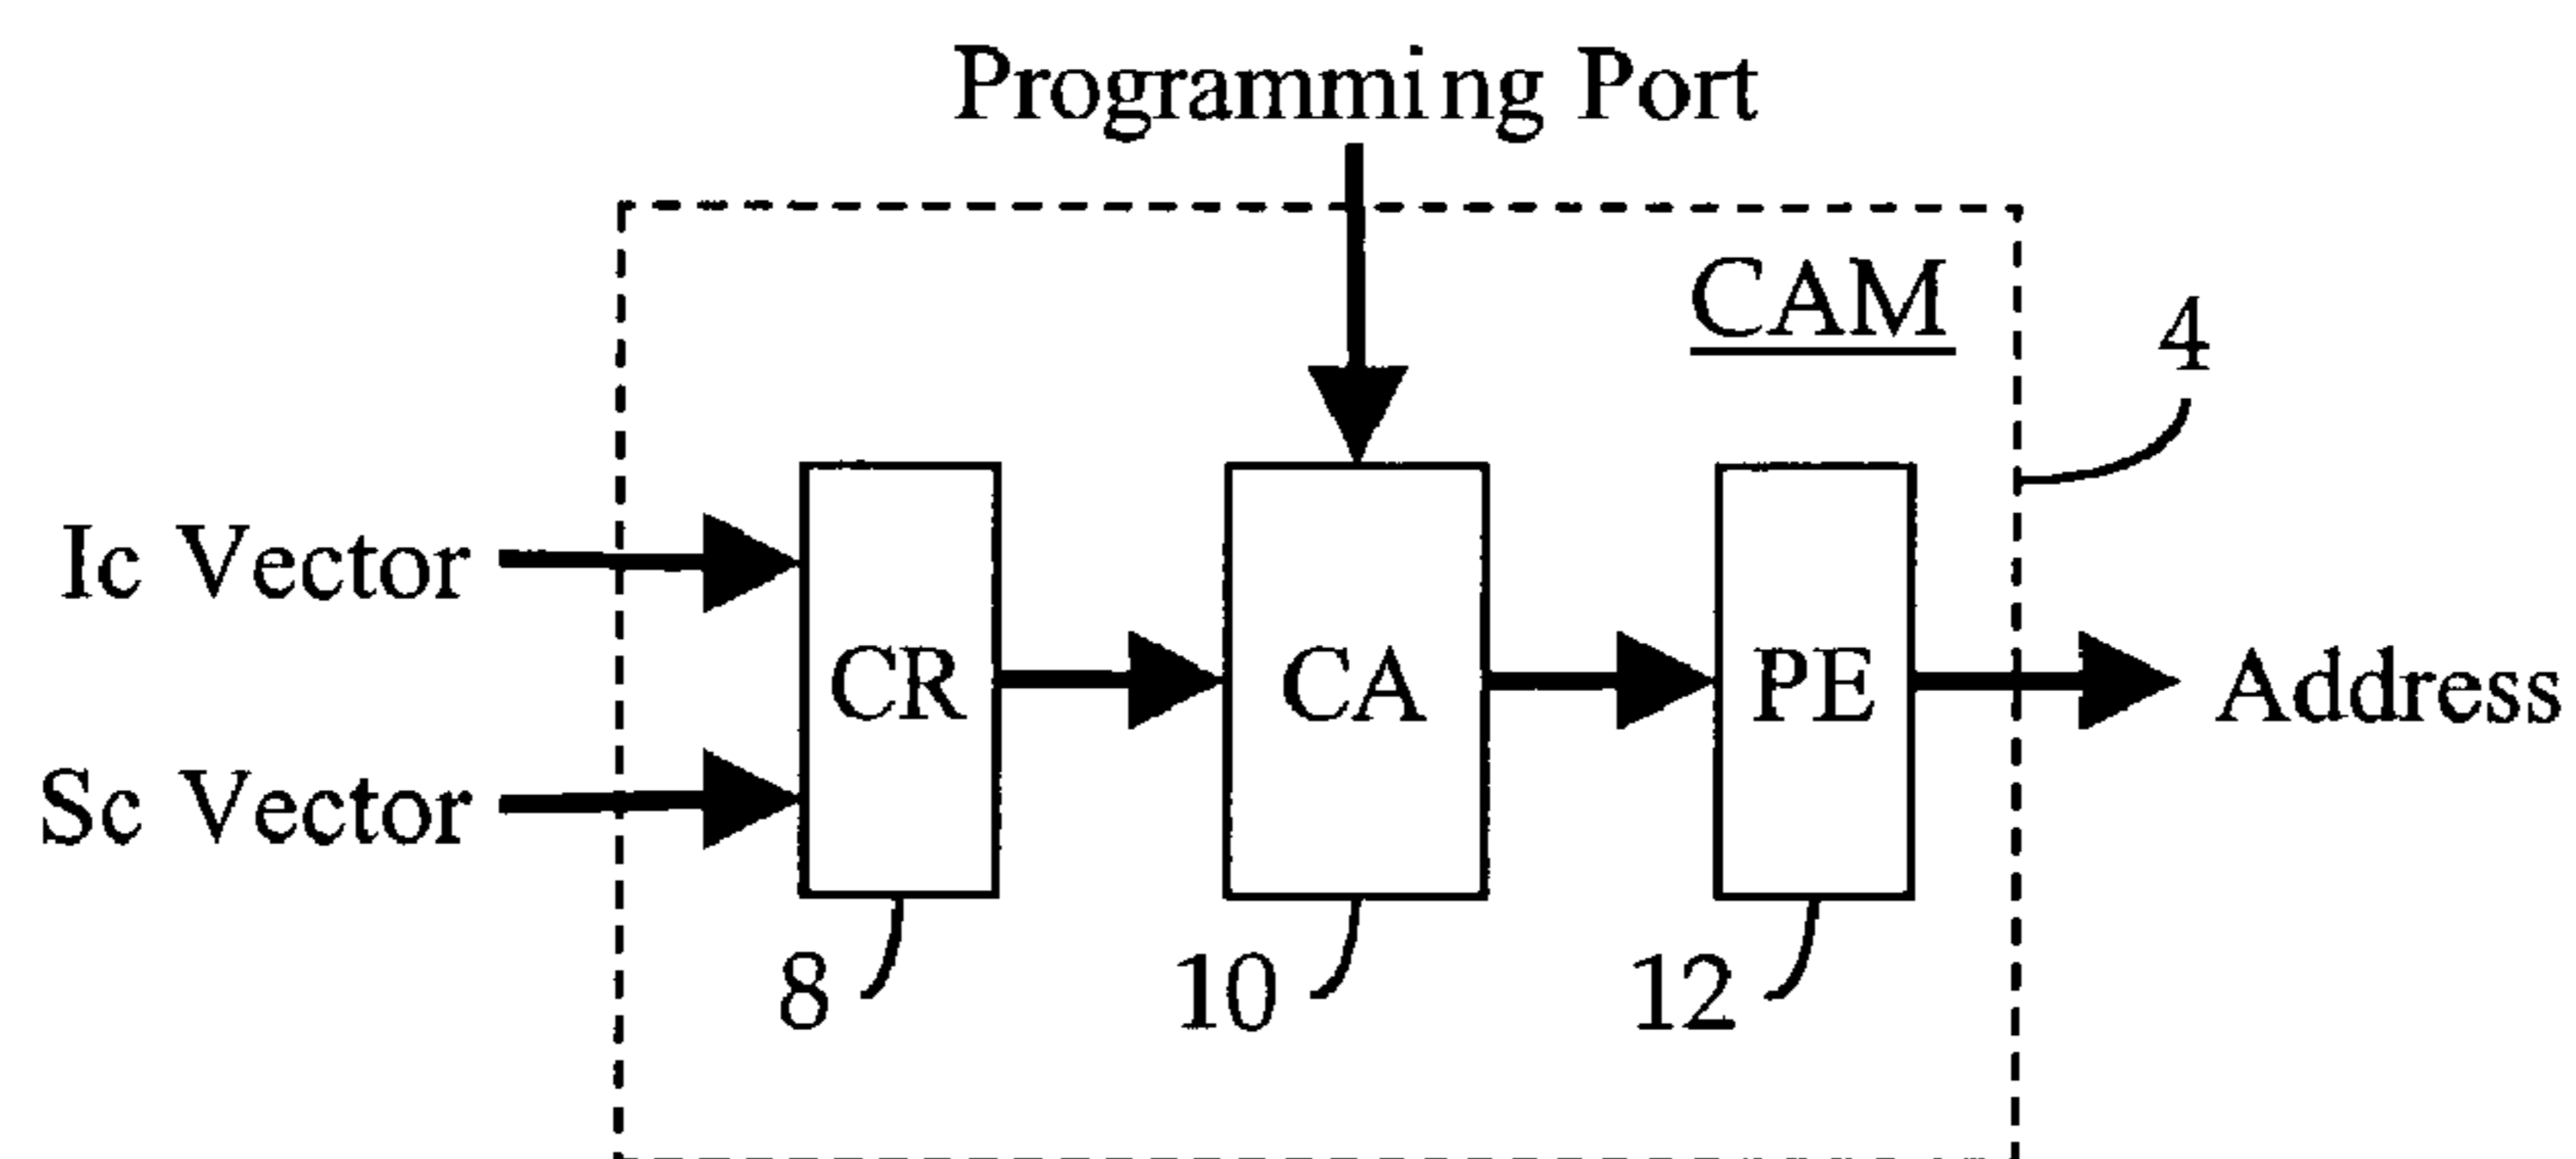 Programming Port
CAM
4
Ic Vector
Sc Vector
CR
CA
PE
Address
8
10
12